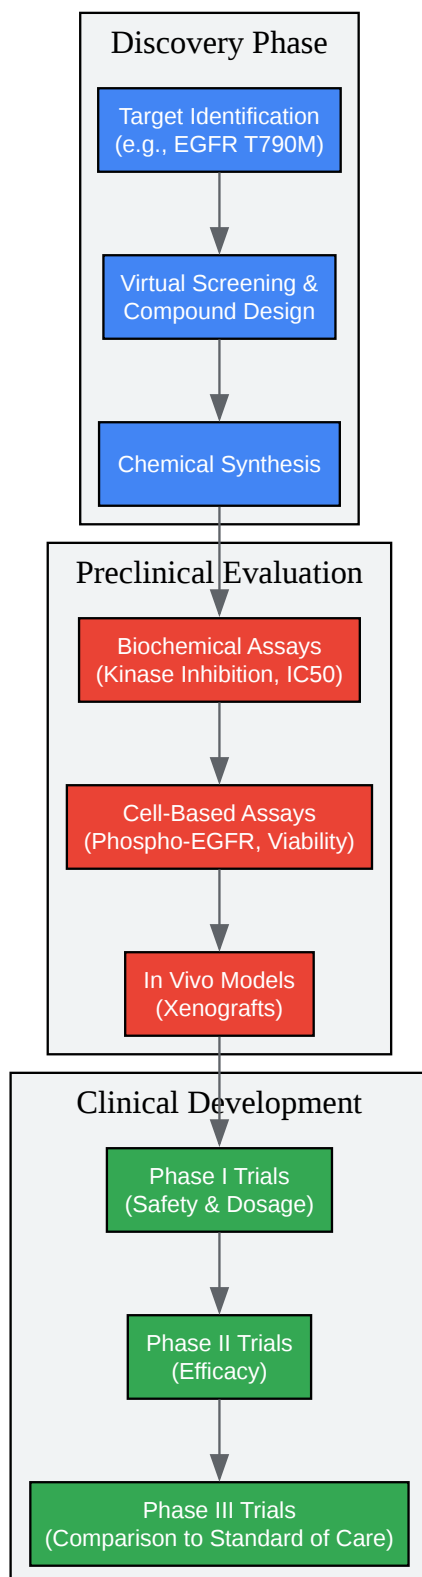 Discovery Phase
Target Identification
(e.g., EGFR T790M)
Virtual Screening &
Compound Design
Chemical Synthesis
Preclinical Evaluation
Biochemical Assays
(Kinase Inhibition, IC50)
Cell-Based Assays
(Phospho-EGFR, Viability)
In Vivo Models
(Xenografts)
Clinical Development
Phase I Trials
(Safety & Dosage)
Phase II Trials
(Efficacy)
Phase III Trials
(Comparison to Standard of Care)